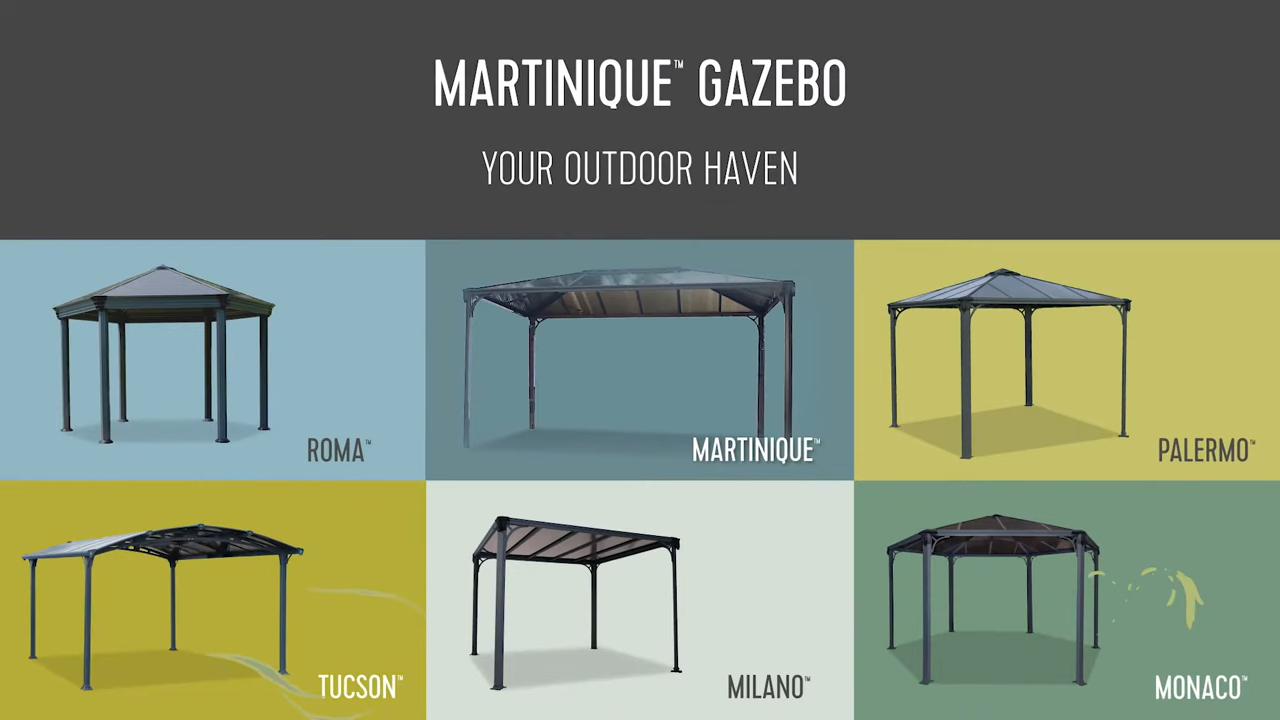 MARTINIQUE™ GAZEBO
YOUR OUTDOOR HAVEN
ROMA™
MARTINIQUE™
PALERMO™
TUCSON™
MILANO™
MONACO™